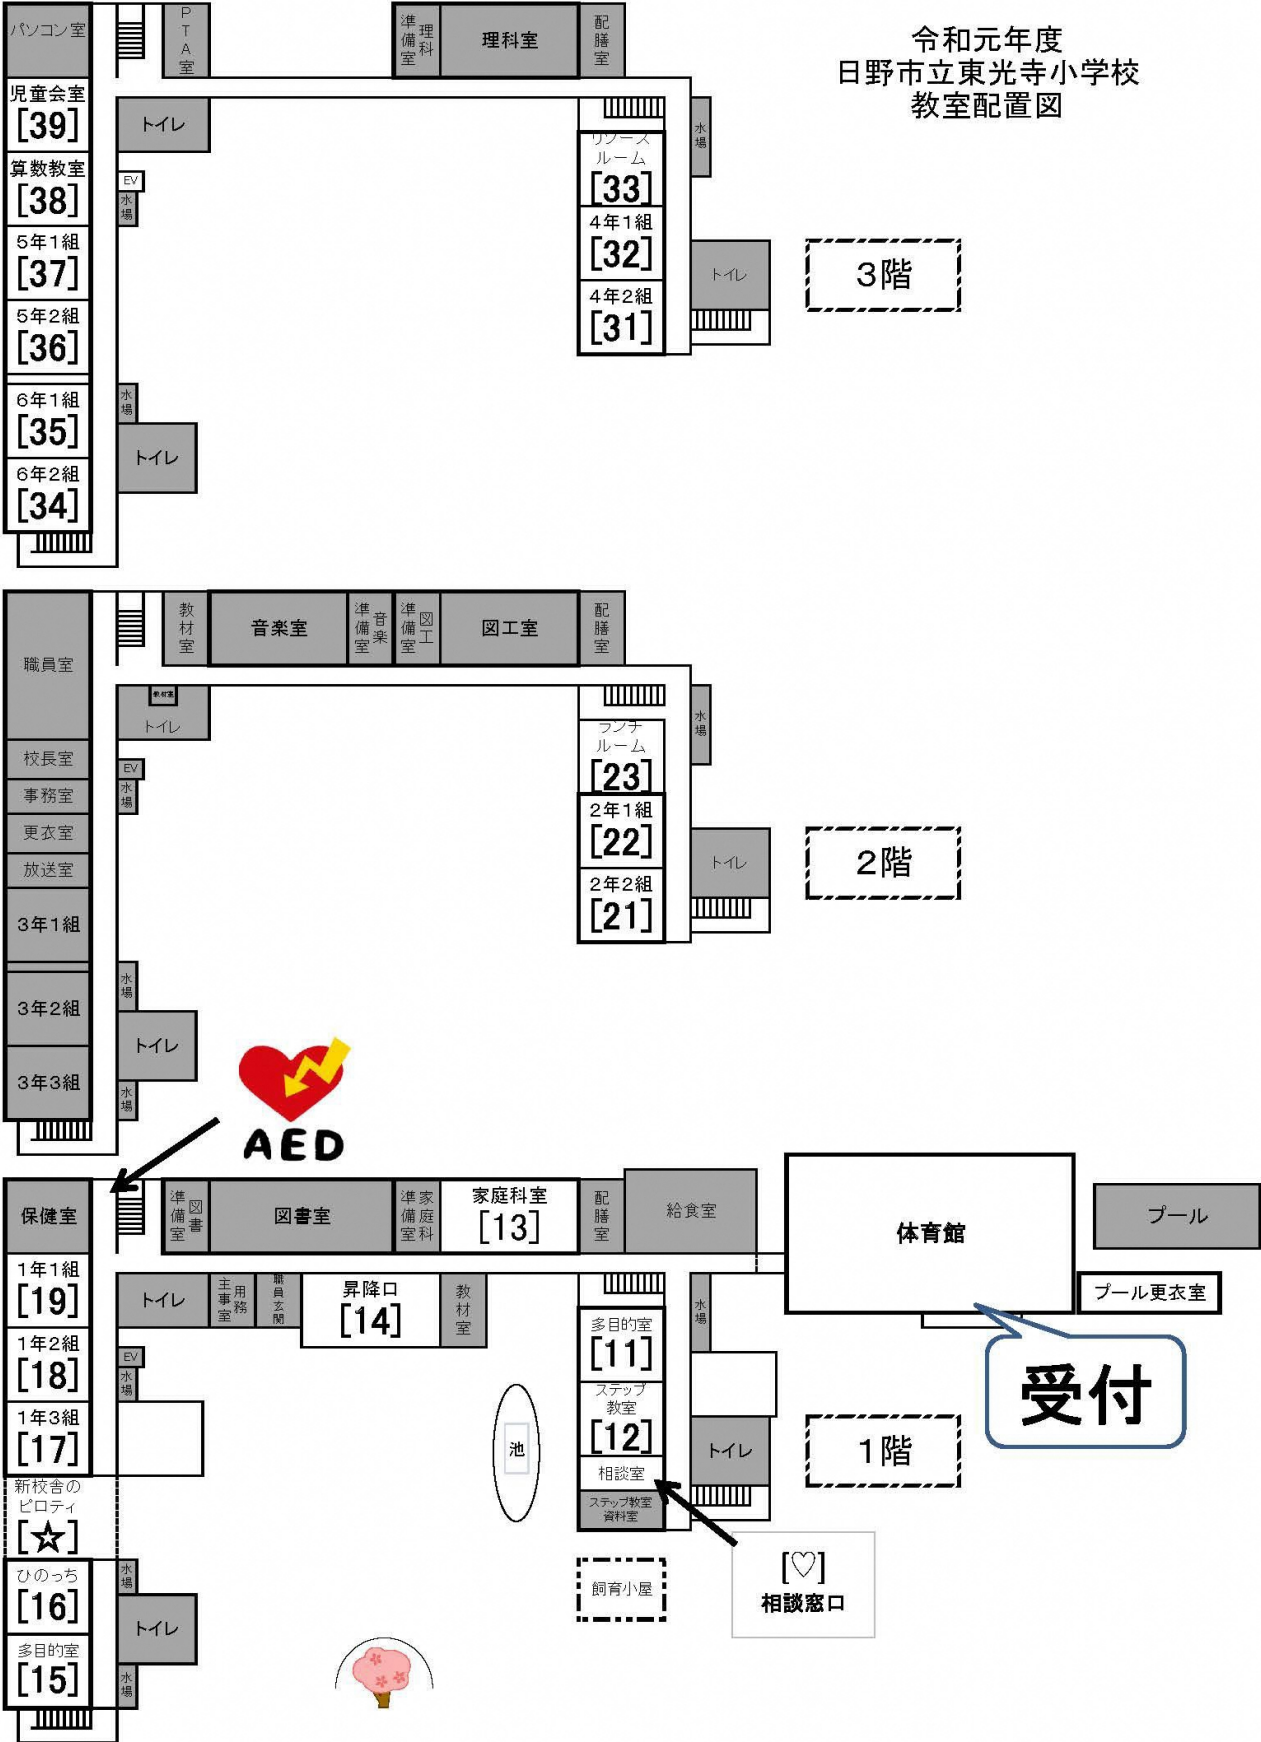 令和元年度
日野市立東光寺小学校
教室配置図
パソコン室
PTA室
理科準備室
理科室
配膳室
児童会室
[39]
トイレ
水場
リソース
ルーム
[33]
算数教室
[38]
EV
水場
5年1組
[37]
4年1組
[32]
トイレ
3階
5年2組
[36]
4年2組
[31]
6年1組
[35]
水場
トイレ
6年2組
[34]
職員室
教材室
音楽室
音楽準備室
図工準備室
図工室
配膳室
教材室
トイレ
水場
ランチ
ルーム
[23]
校長室
EV
水場
事務室
更衣室
放送室
2年1組
[22]
トイレ
2階
2年2組
[21]
3年1組
3年2組
水場
トイレ
3年3組
水場
AED
保健室
図書準備室
図書室
家庭科準備室
家庭科室
[13]
配膳室
給食室
体育館
プール
プール更衣室
受付
1年1組
[19]
トイレ
用務主事室
職員玄関
昇降口
[14]
教材室
多目的室
[11]
水場
1年2組
[18]
EV
水場
ステップ
教室
[12]
1年3組
[17]
池
トイレ
1階
相談室
ステップ教室
資料室
新校舎の
ピロティ
[☆]
[♡]
相談窓口
飼育小屋
ひのっち
[16]
水場
トイレ
多目的室
[15]
水場